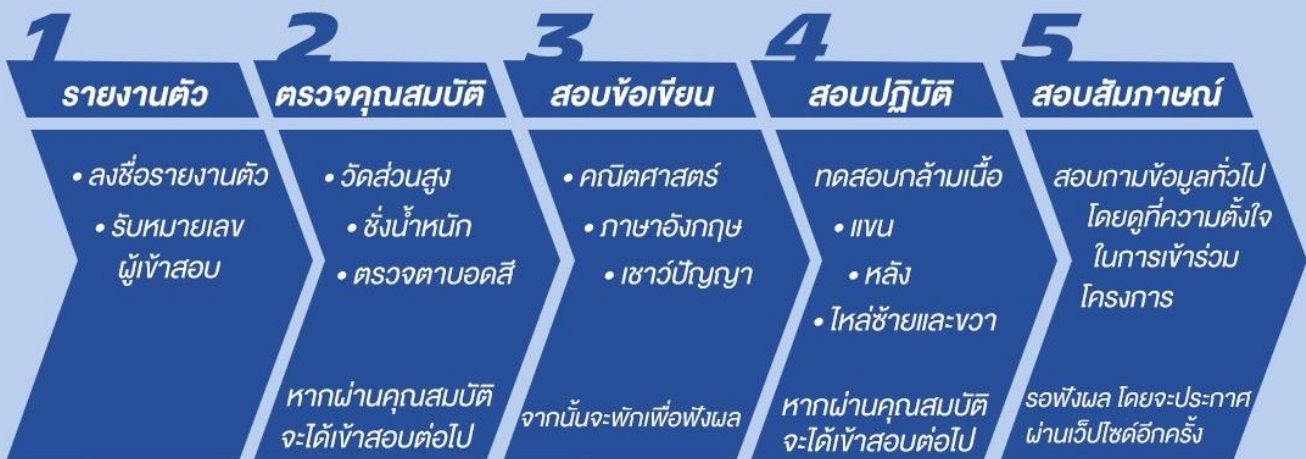 1
รายงานตัว
• ลงชื่อรายงานตัว
• รับหมายเลข
ผู้เข้าสอบ
2
ตรวจคุณสมบัติ
• วัดส่วนสูง
• ชั่งน้ำหนัก
• ตรวจตาบอดสี
หากผ่านคุณสมบัติ
จะได้เข้าสอบต่อไป
3
สอบข้อเขียน
• คณิตศาสตร์
• ภาษาอังกฤษ
• เชาว์ปัญญา
จากนั้นจะพักเพื่อฟังผล
4
สอบปฏิบัติ
ทดสอบกล้ามเนื้อ
• แขน
• หลัง
• ไหล่ซ้ายและขวา
หากผ่านคุณสมบัติ
จะได้เข้าสอบต่อไป
5
สอบสัมภาษณ์
สอบถามข้อมูลทั่วไป
โดยดูที่ความตั้งใจ
ในการเข้าร่วม
โครงการ
รอฟังผล โดยจะประกาศ
ผ่านเว็ปไซด์อีกครั้ง